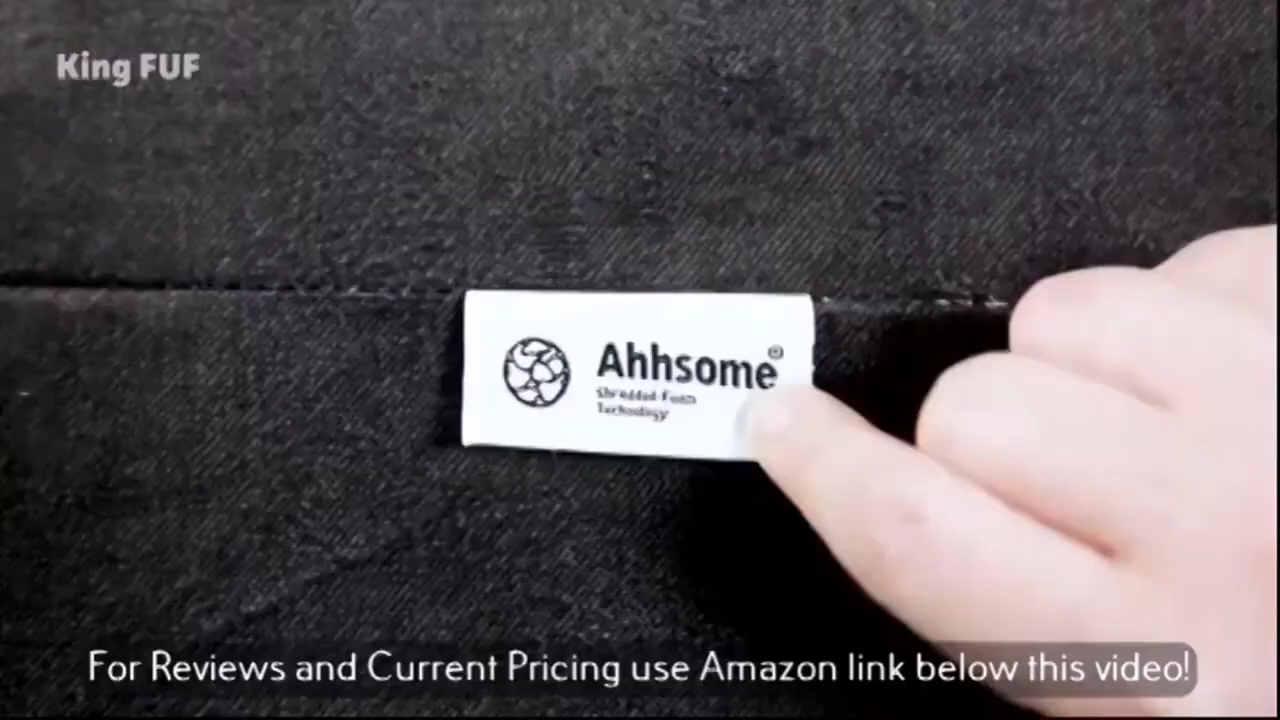 King FUF
Ahhsome®
Shredded Foam
Technology
For Reviews and Current Pricing use Amazon link below this video!